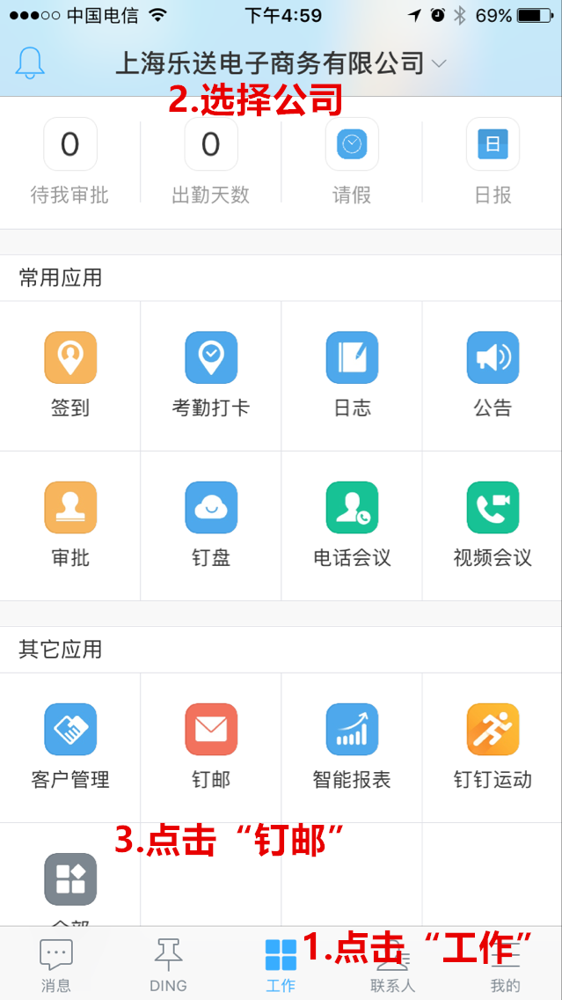 中国电信 下午4:59 69%
上海乐送电子商务有限公司
2.选择公司
0 0 日
待我审批 出勤天数 请假 日报
常用应用
签到 考勤打卡 日志 公告
审批 钉盘 电话会议 视频会议
其它应用
客户管理 钉邮 智能报表 钉钉运动
3.点击“钉邮”
全部
1.点击“工作”
消息 DING 工作 联系人 我的